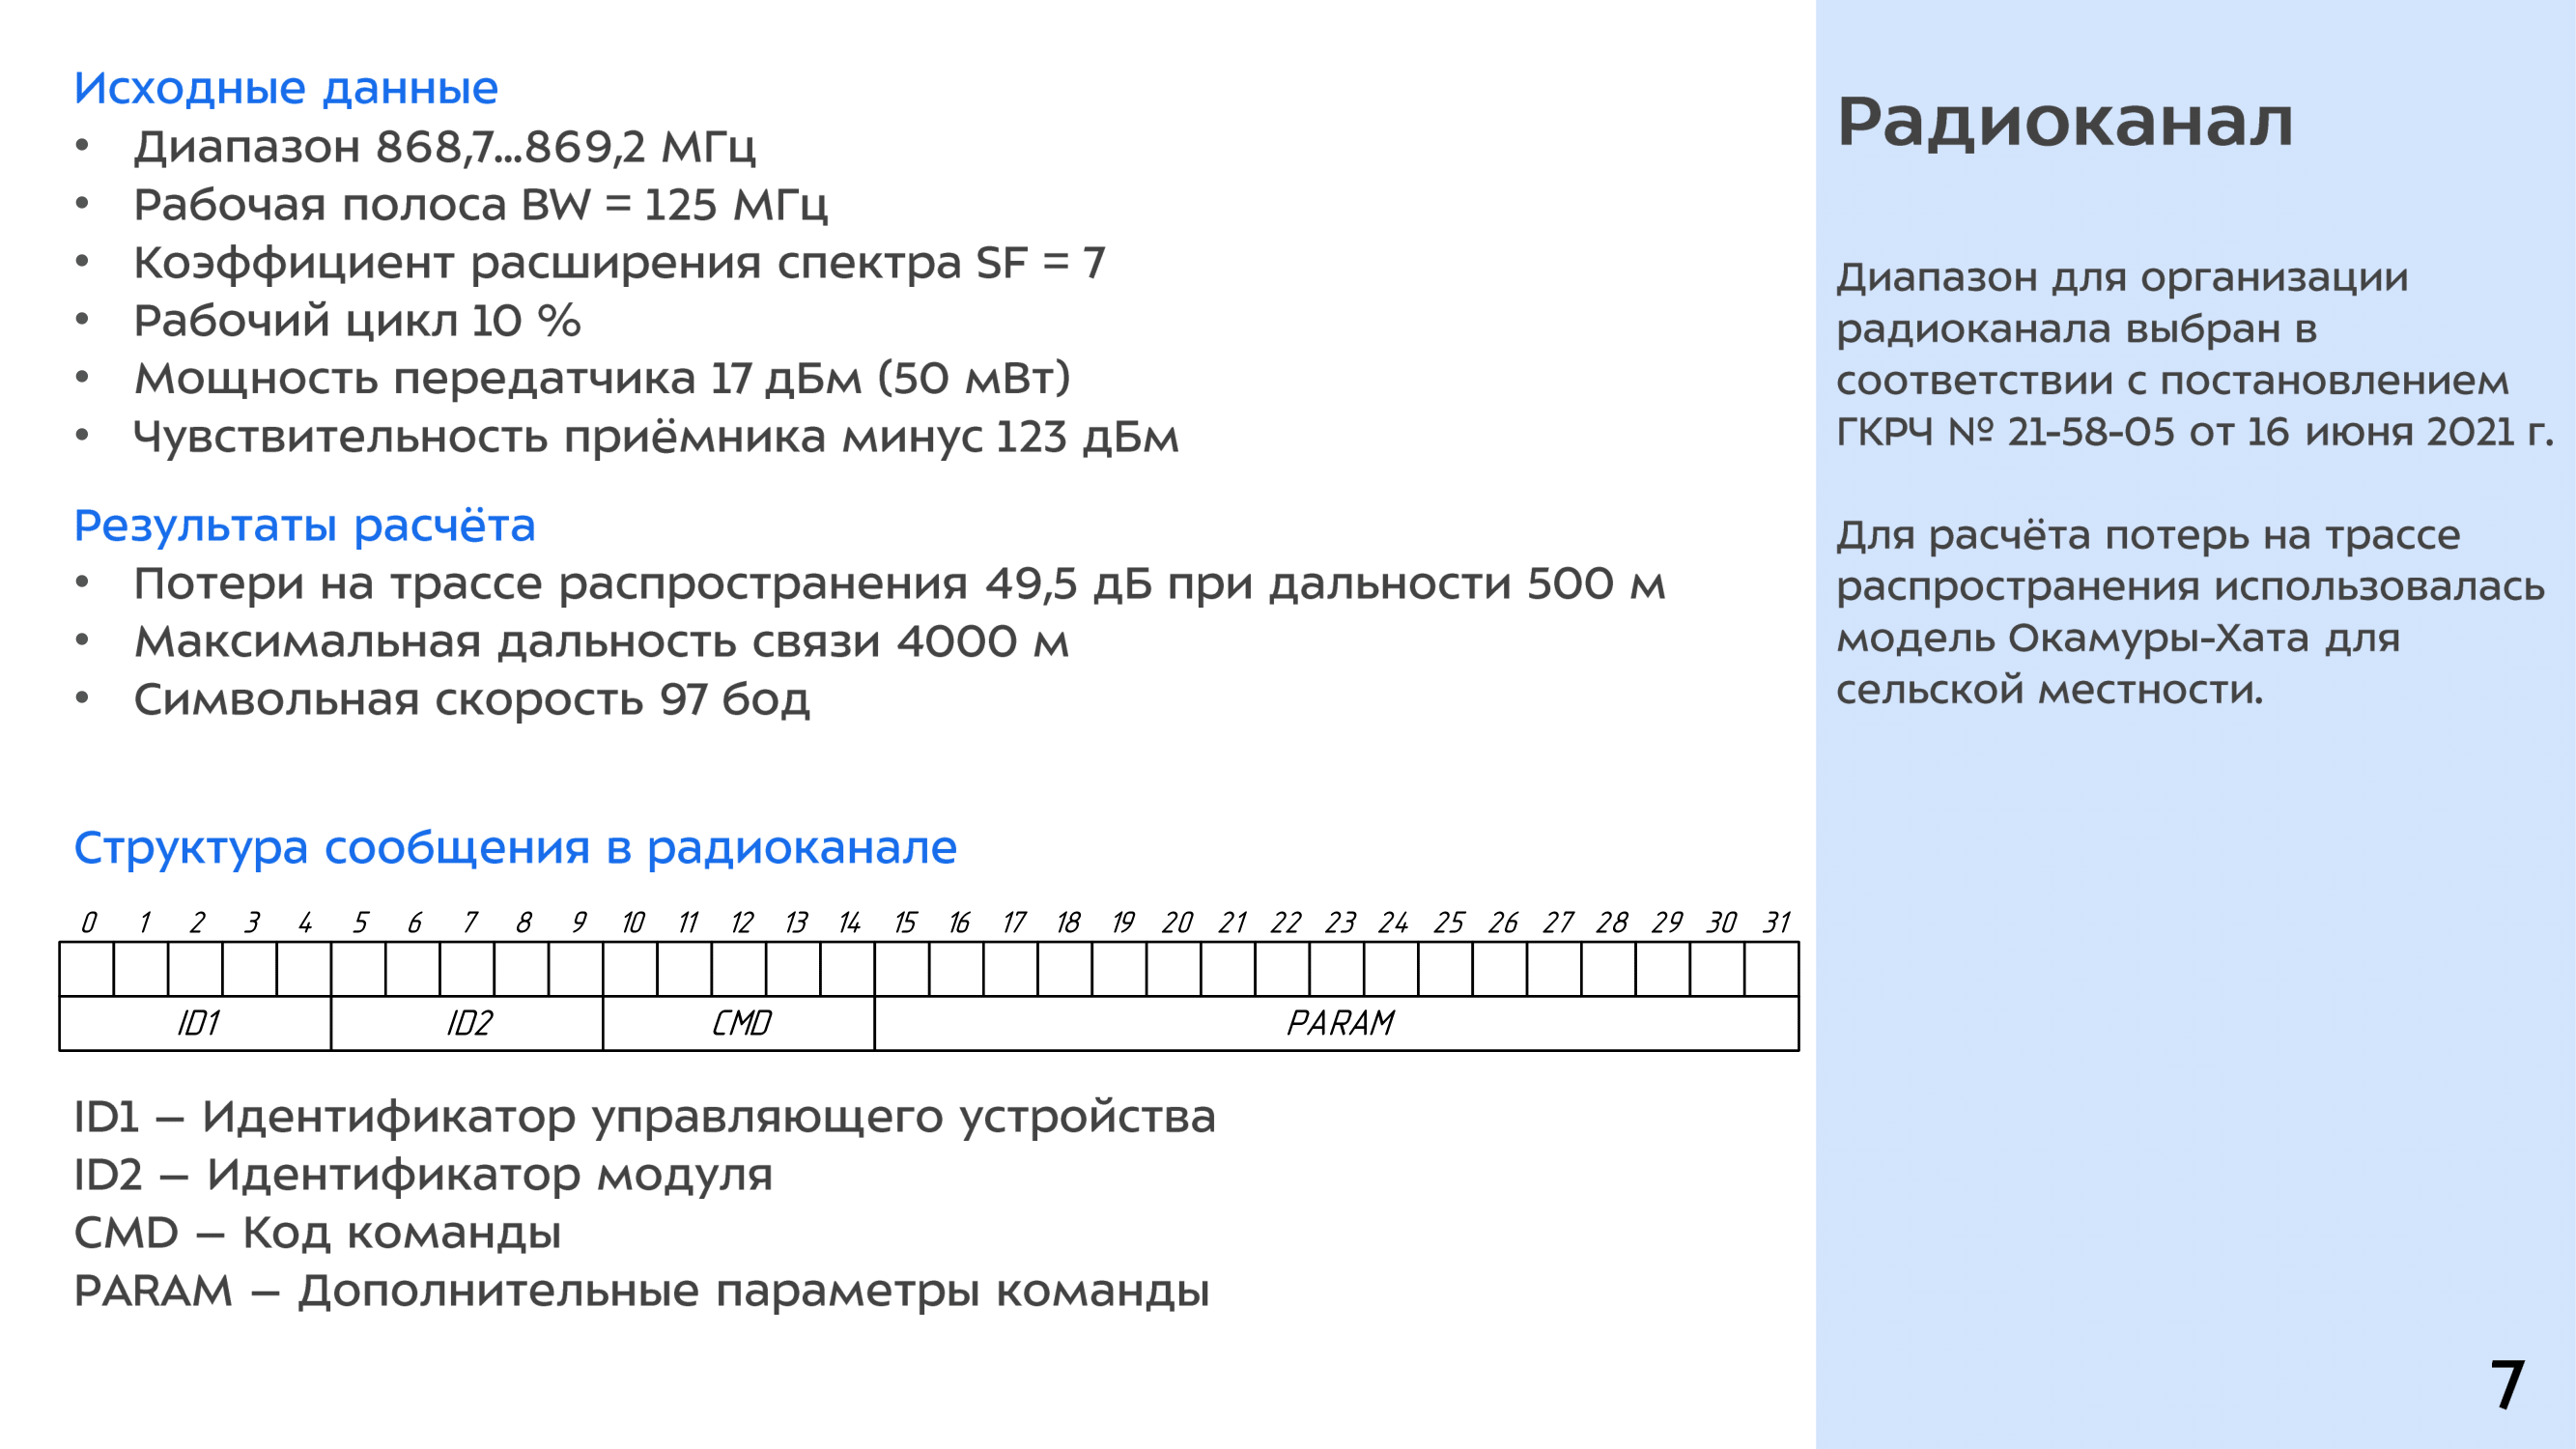 Исходные данные
• Диапазон 868,7...869,2 МГц
• Рабочая полоса BW = 125 МГц
• Коэффициент расширения спектра SF = 7
• Рабочий цикл 10 %
• Мощность передатчика 17 дБм (50 мВт)
• Чувствительность приёмника минус 123 дБм
Результаты расчёта
• Потери на трассе распространения 49,5 дБ при дальности 500 м
• Максимальная дальность связи 4000 м
• Символьная скорость 97 бод
Структура сообщения в радиоканале
0 1 2 3 4 5 6 7 8 9 10 11 12 13 14 15 16 17 18 19 20 21 22 23 24 25 26 27 28 29 30 31
ID1 ID2 CMD PARAM
ID1 – Идентификатор управляющего устройства
ID2 – Идентификатор модуля
CMD – Код команды
PARAM – Дополнительные параметры команды
Радиоканал
Диапазон для организации
радиоканала выбран в
соответствии с постановлением
ГКРЧ № 21-58-05 от 16 июня 2021 г.
Для расчёта потерь на трассе
распространения использовалась
модель Окамуры-Хата для
сельской местности.
7